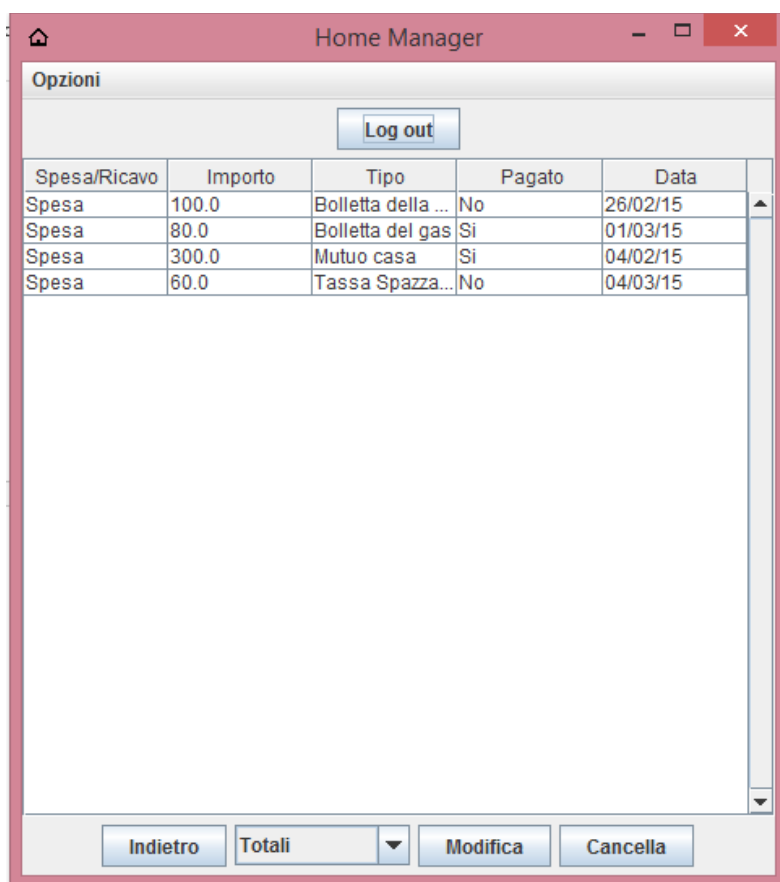 Home Manager
Opzioni
Log out
Spesa/Ricavo Importo Tipo Pagato Data
Spesa 100.0 Bolletta della ... No 26/02/15
Spesa 80.0 Bolletta del gas Si 01/03/15
Spesa 300.0 Mutuo casa Si 04/02/15
Spesa 60.0 Tassa Spazza... No 04/03/15
Indietro Totali Modifica Cancella